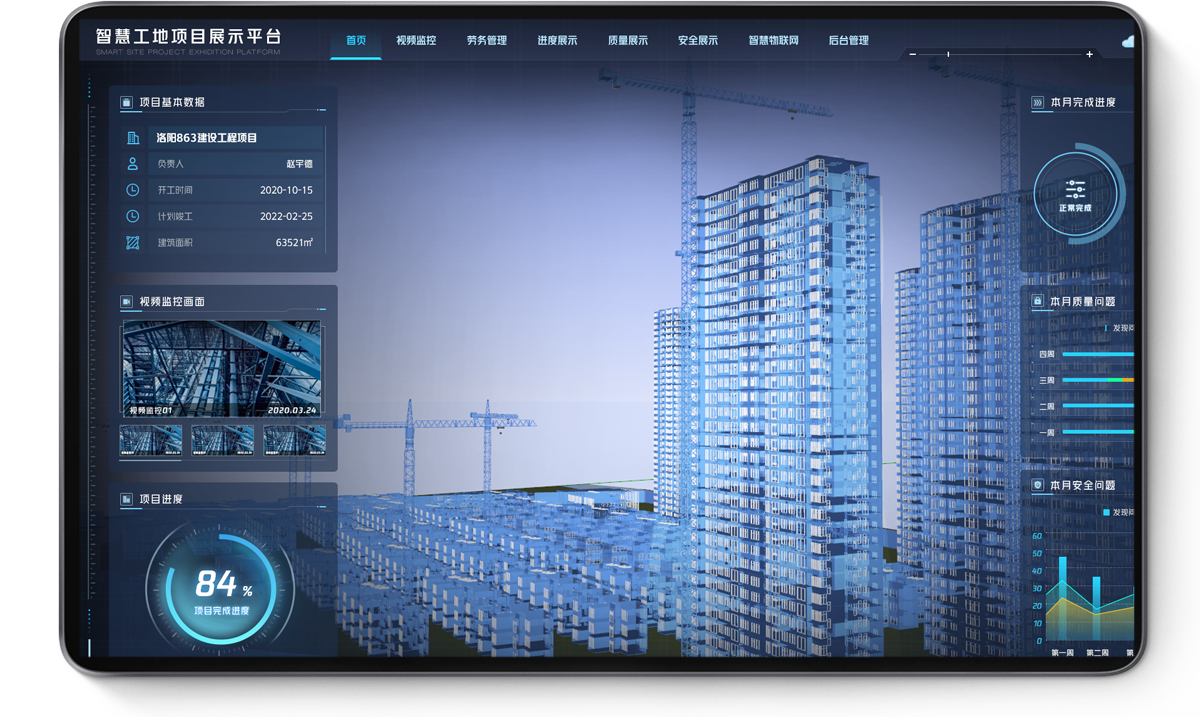 智慧工地项目展示平台
SMART SITE PROJECT EXHIDITION PLATFORM
首页 视频监控 劳务管理 进度展示 质量展示 安全展示 智慧物联网 后台管理
项目基本数据
洛阳863建设工程项目
负责人 赵宇德
开工时间 2020-10-15
计划竣工 2022-02-25
建筑面积 63521㎡
视频监控画面
视频监控01 2020.03.24
项目进度
84 %
项目完成进度
本月完成进度
正常完成
本月质量问题
发现问
四周
三周
二周
一周
本月安全问题
发现问
60
50
40
30
20
10
0
第一周 第二周 第